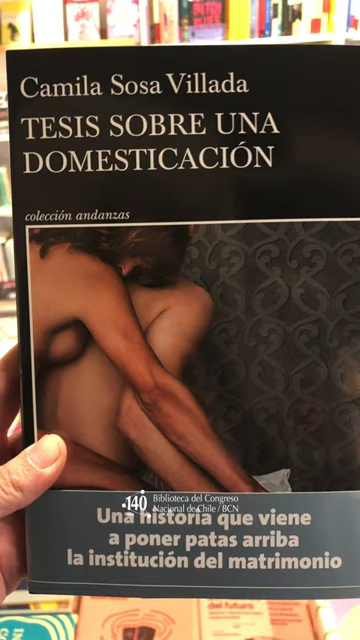 Camila Sosa Villada
TESIS SOBRE UNA
DOMESTICACIÓN
colección andanzas
140
Biblioteca del Congreso
Nacional de Chile / BCN
Una historia que viene
a poner patas arriba
la institución del matrimonio
del futuro